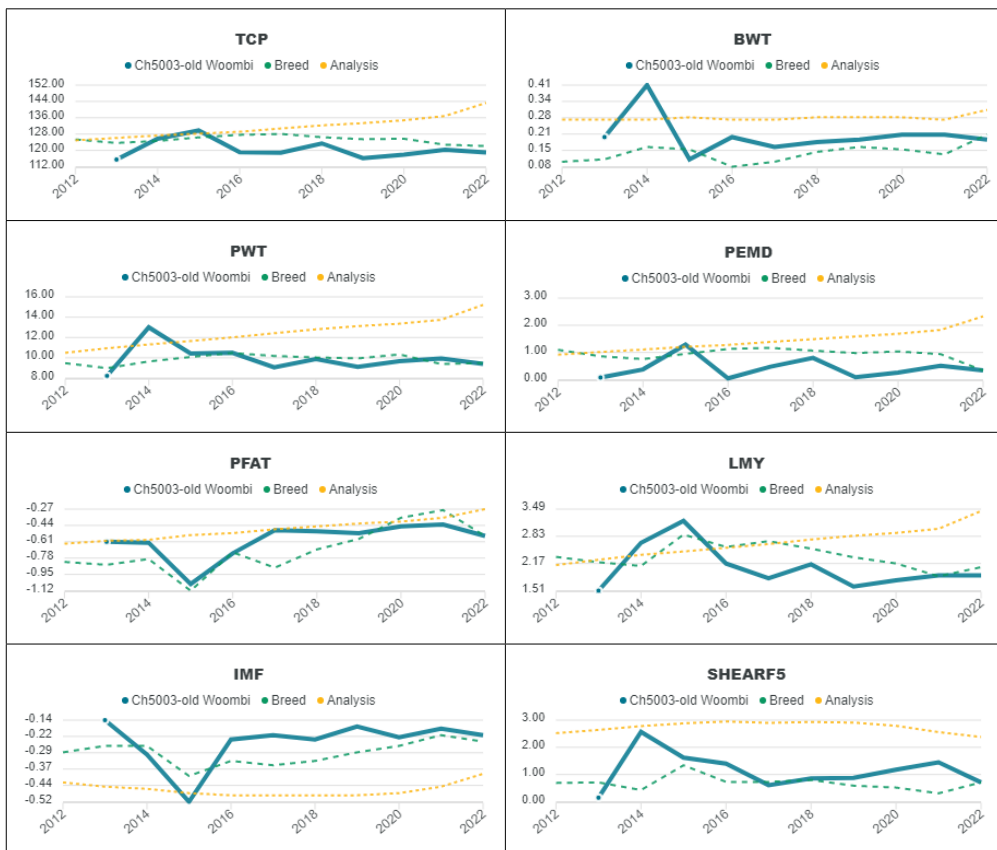 TCP
Ch5003-old Woombi Breed Analysis
152.00
144.00
136.00
128.00
120.00
112.00
2012 2014 2016 2018 2020 2022
BWT
Ch5003-old Woombi Breed Analysis
0.41
0.34
0.28
0.21
0.15
0.08
2012 2014 2016 2018 2020 2022
PWT
Ch5003-old Woombi Breed Analysis
16.00
14.00
12.00
10.00
8.00
2012 2014 2016 2018 2020 2022
PEMD
Ch5003-old Woombi Breed Analysis
3.00
2.00
1.00
0.00
2012 2014 2016 2018 2020 2022
PFAT
Ch5003-old Woombi Breed Analysis
-0.27
-0.44
-0.61
-0.78
-0.95
-1.12
2012 2014 2016 2018 2020 2022
LMY
Ch5003-old Woombi Breed Analysis
3.49
2.83
2.17
1.51
2012 2014 2016 2018 2020 2022
IMF
Ch5003-old Woombi Breed Analysis
-0.14
-0.22
-0.29
-0.37
-0.44
-0.52
2012 2014 2016 2018 2020 2022
SHEARF5
Ch5003-old Woombi Breed Analysis
3.00
2.00
1.00
0.00
2012 2014 2016 2018 2020 2022